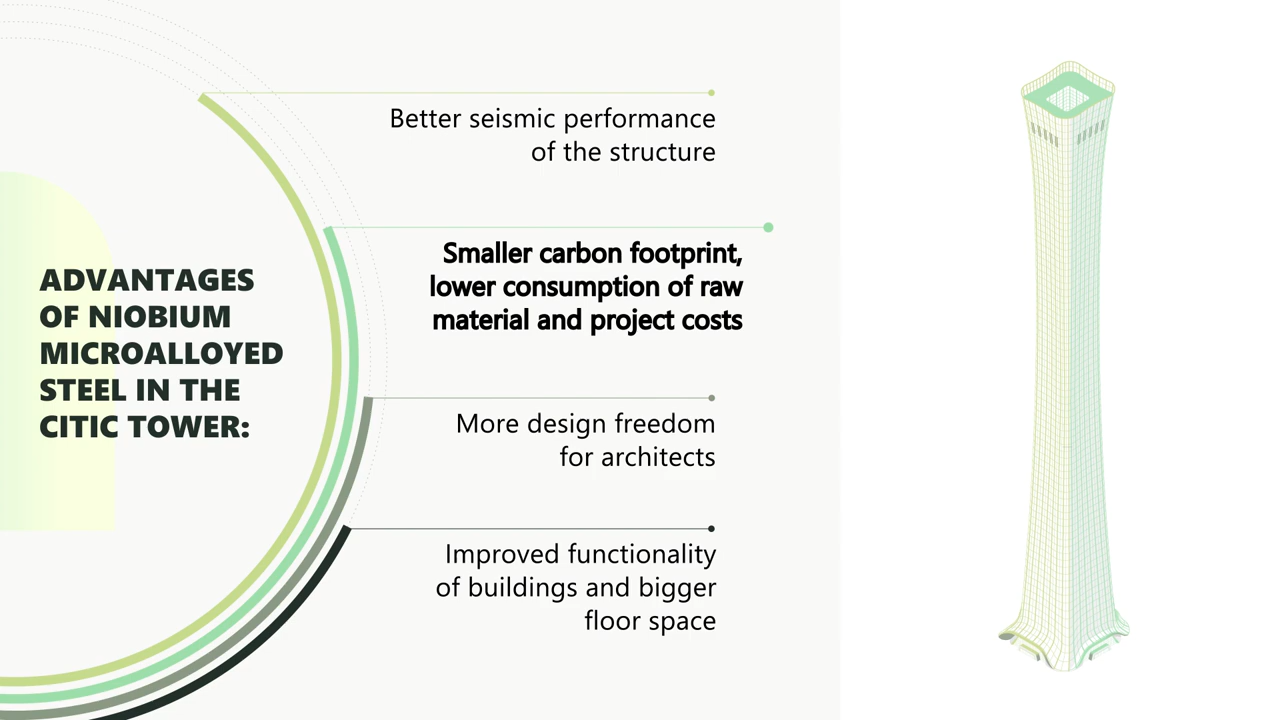 ADVANTAGES
OF NIOBIUM
MICROALLOYED
STEEL IN THE
CITIC TOWER:
Better seismic performance
of the structure
Smaller carbon footprint,
lower consumption of raw
material and project costs
More design freedom
for architects
Improved functionality
of buildings and bigger
floor space